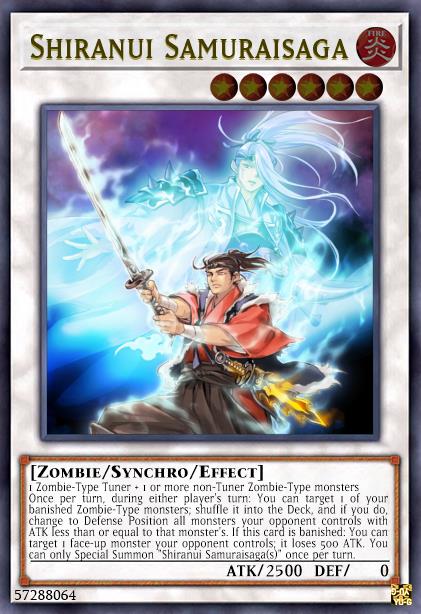 SHIRANUI SAMURAISAGA
FIRE
炎
[ZOMBIE/SYNCHRO/EFFECT]
1 Zombie-Type Tuner + 1 or more non-Tuner Zombie-Type monsters
Once per turn, during either player's turn: You can target 1 of your
banished Zombie-Type monsters; shuffle it into the Deck, and if you do,
change to Defense Position all monsters your opponent controls with
ATK less than or equal to that monster's. If this card is banished: You can
target 1 face-up monster your opponent controls; it loses 500 ATK. You
can only Special Summon "Shiranui Samuraisaga(s)" once per turn.
ATK/2500 DEF/ 0
57288064